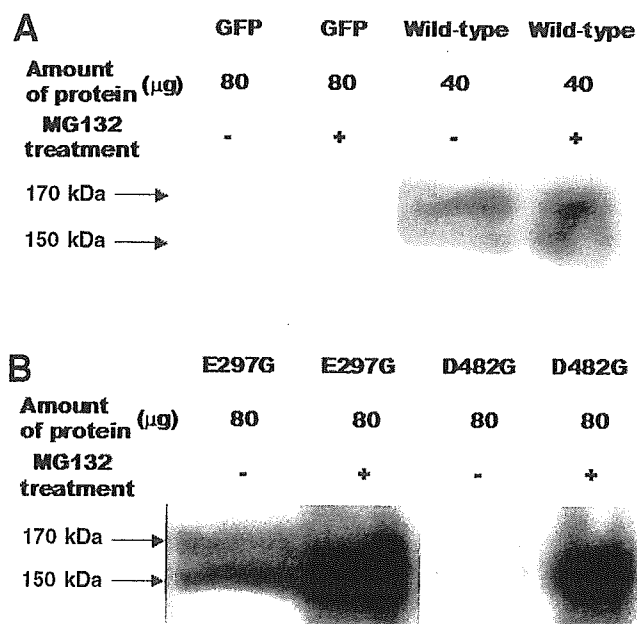 A
GFP GFP Wild-type Wild-type
Amount of protein (μg) 80 80 40 40
MG132 treatment - + - +
170 kDa
150 kDa
B
E297G E297G D482G D482G
Amount of protein (μg) 80 80 80 80
MG132 treatment - + - +
170 kDa
150 kDa